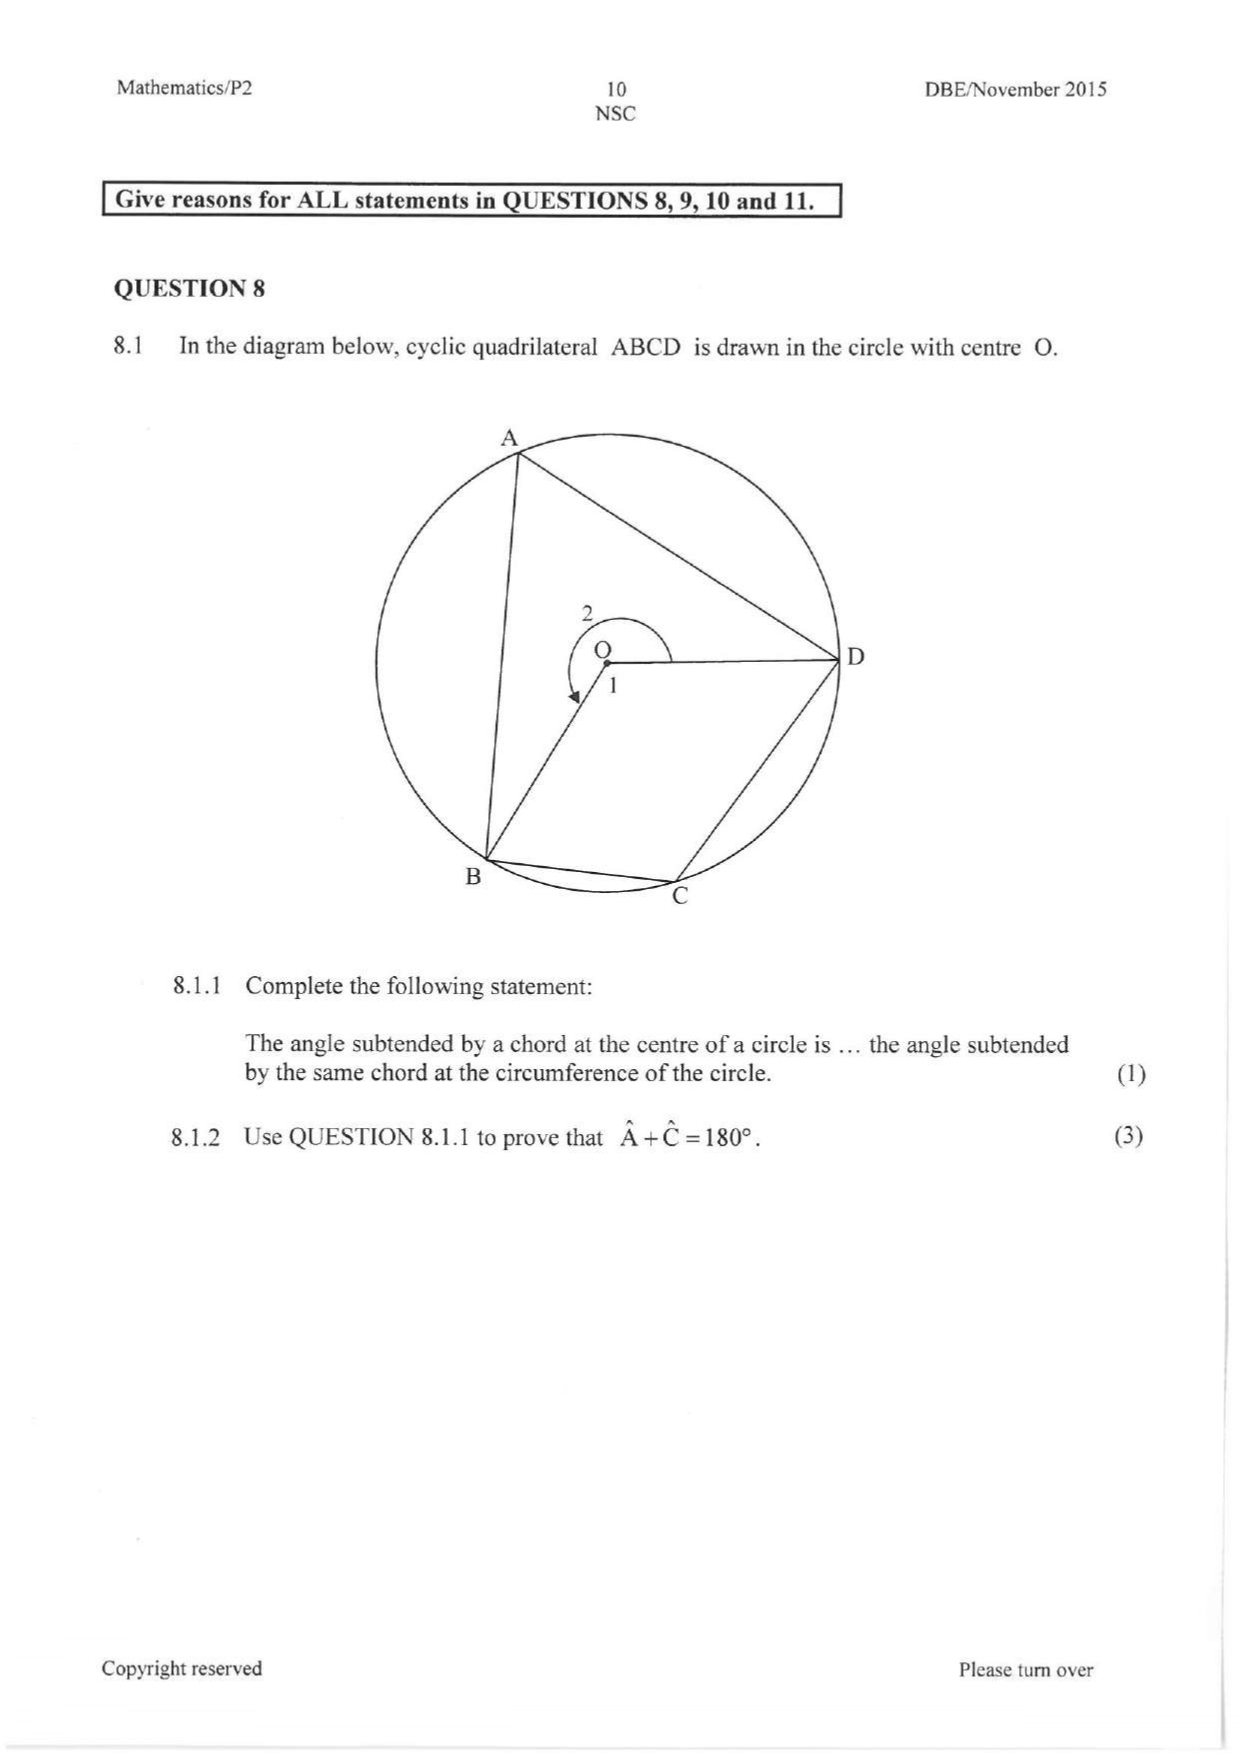 Mathematics/P2 10 DBE/November 2015
NSC
Give reasons for ALL statements in QUESTIONS 8, 9, 10 and 11.
QUESTION 8
8.1 In the diagram below, cyclic quadrilateral ABCD is drawn in the circle with centre O.
A
2
O
D
1
B
C
8.1.1 Complete the following statement:
The angle subtended by a chord at the centre of a circle is ... the angle subtended
by the same chord at the circumference of the circle. (1)
8.1.2 Use QUESTION 8.1.1 to prove that Â + Ĉ = 180°. (3)
Copyright reserved Please turn over